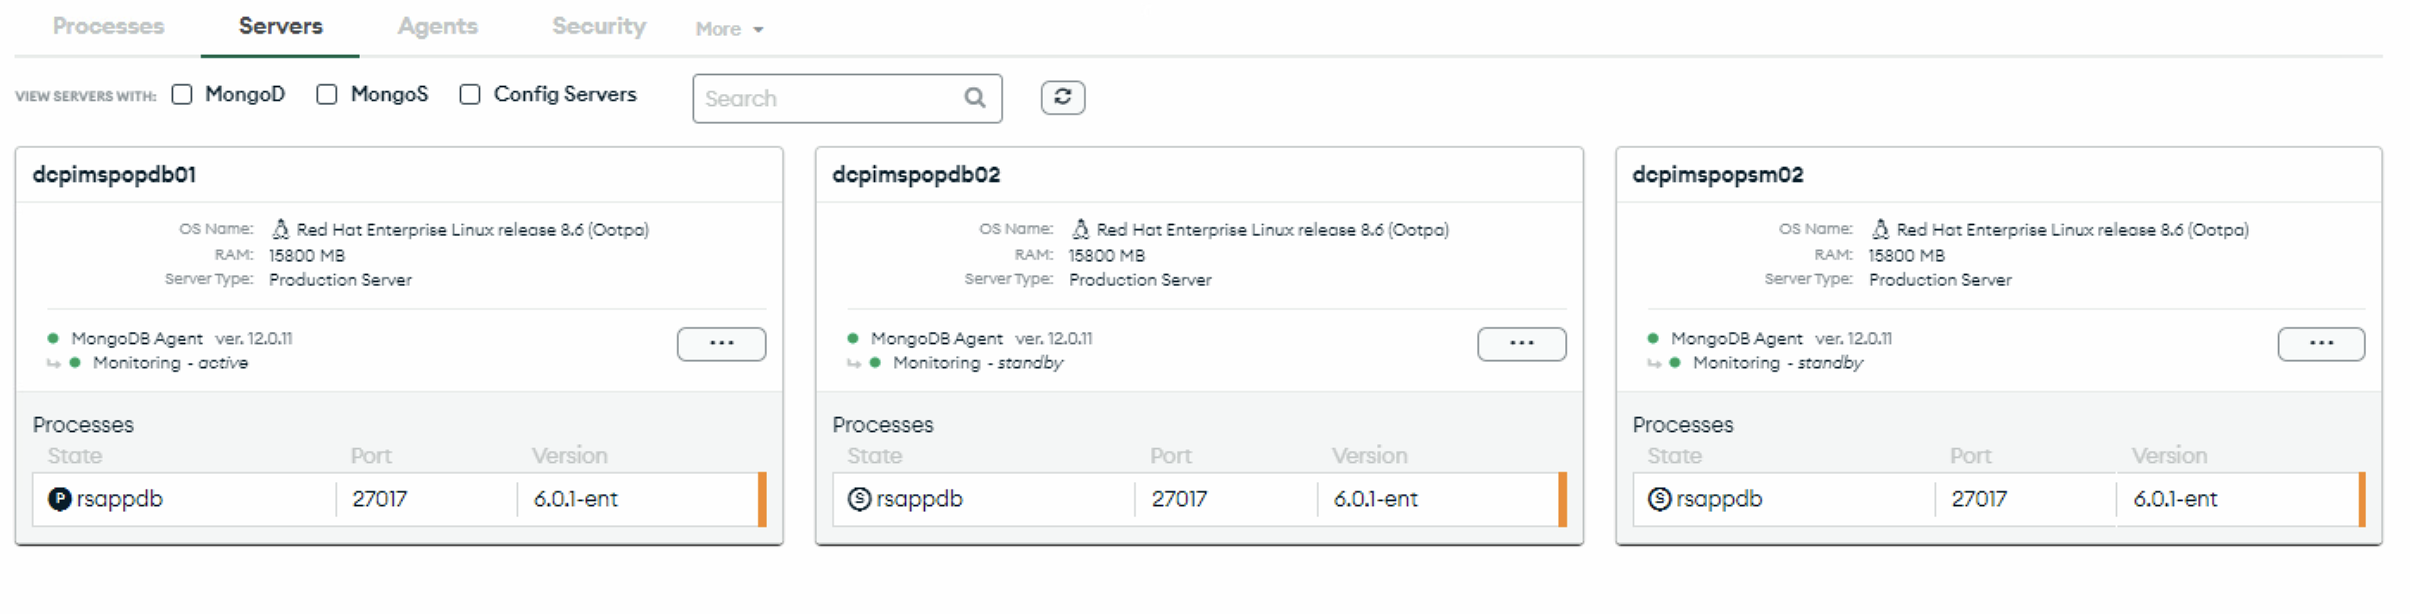 Processes Servers Agents Security More
VIEW SERVERS WITH: MongoD MongoS Config Servers Search
dcpimspopdb01
OS Name: Red Hat Enterprise Linux release 8.6 (Ootpa)
RAM: 15800 MB
Server Type: Production Server
MongoDB Agent ver. 12.0.11
Monitoring - active
...
Processes
State Port Version
P rsappdb 27017 6.0.1-ent
dcpimspopdb02
OS Name: Red Hat Enterprise Linux release 8.6 (Ootpa)
RAM: 15800 MB
Server Type: Production Server
MongoDB Agent ver. 12.0.11
Monitoring - standby
...
Processes
State Port Version
S rsappdb 27017 6.0.1-ent
dcpimspopsm02
OS Name: Red Hat Enterprise Linux release 8.6 (Ootpa)
RAM: 15800 MB
Server Type: Production Server
MongoDB Agent ver. 12.0.11
Monitoring - standby
...
Processes
State Port Version
S rsappdb 27017 6.0.1-ent